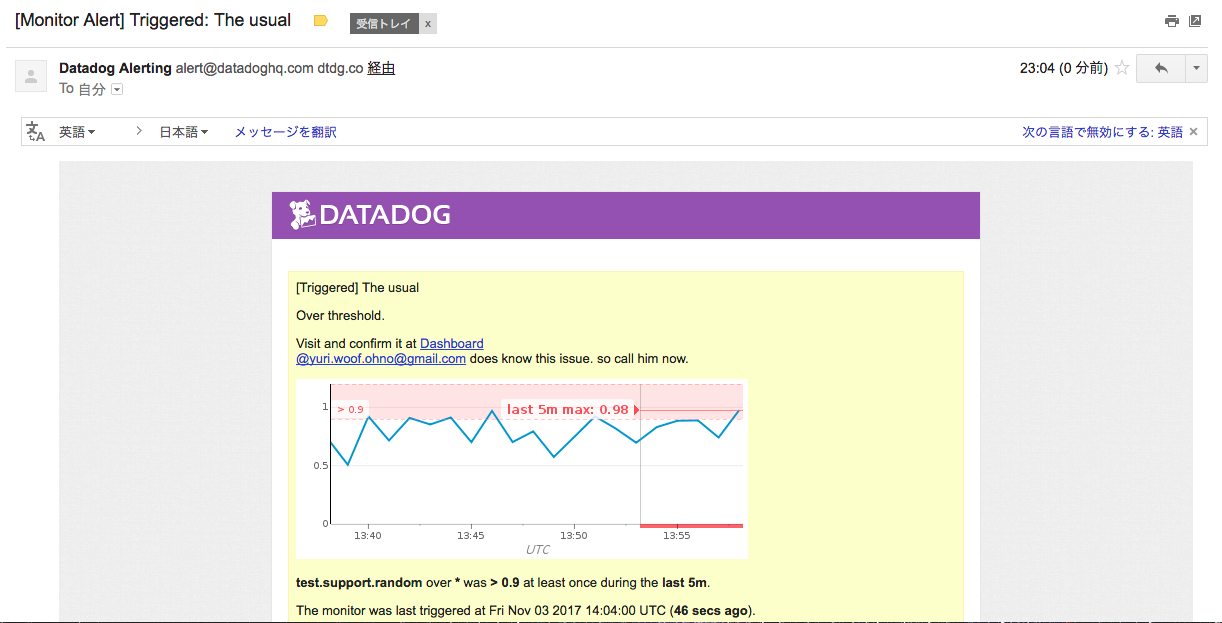 [Monitor Alert] Triggered: The usual 受信トレイ x
Datadog Alerting alert@datadoghq.com dtdg.co 経由 23:04 (0 分前)
To 自分
英語 > 日本語 メッセージを翻訳 次の言語で無効にする: 英語 ×
DATADOG
[Triggered] The usual
Over threshold.
Visit and confirm it at Dashboard
@yuri.woof.ohno@gmail.com does know this issue. so call him now.
1 > 0.9 last 5m max: 0.98
0.5
0
13:40 13:45 13:50 13:55
UTC
test.support.random over * was > 0.9 at least once during the last 5m.
The monitor was last triggered at Fri Nov 03 2017 14:04:00 UTC (46 secs ago).